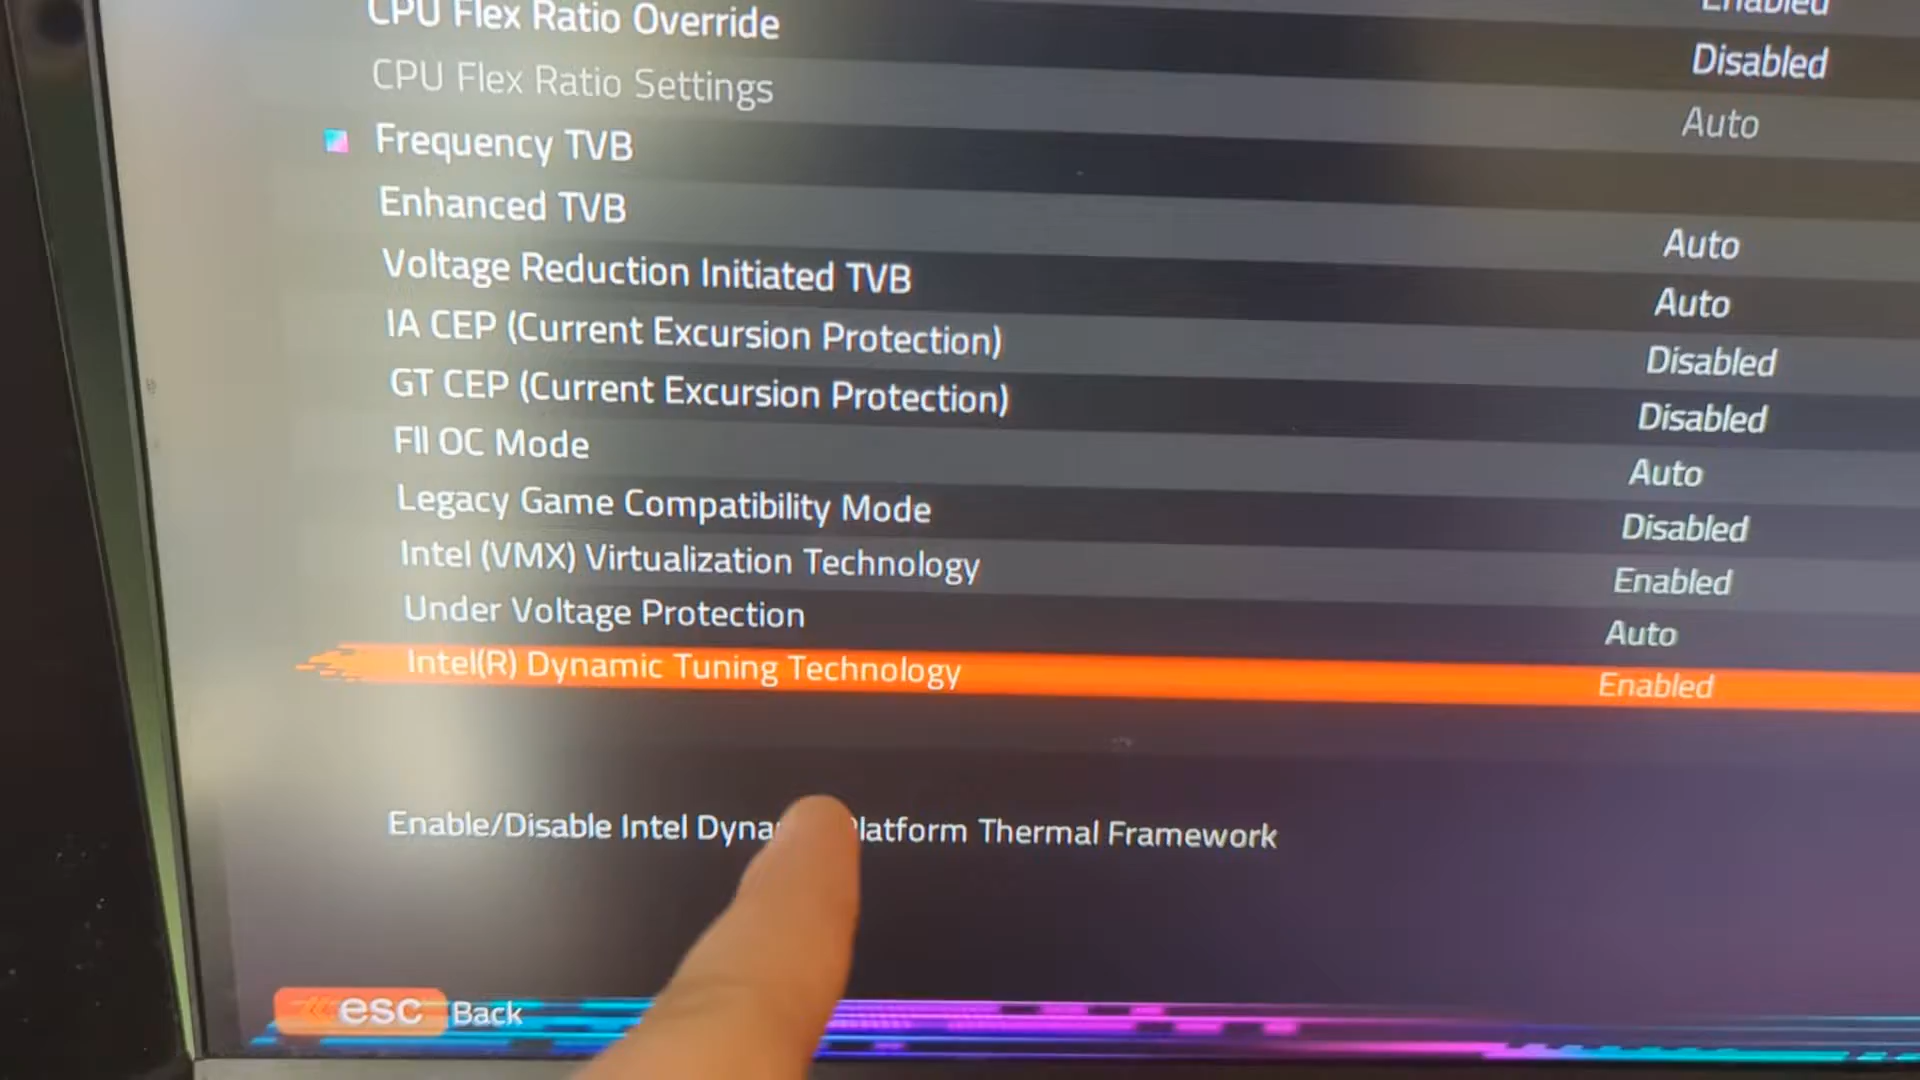 CPU Flex Ratio Override Disabled
CPU Flex Ratio Settings Auto
Frequency TVB
Enhanced TVB Auto
Voltage Reduction Initiated TVB Auto
IA CEP (Current Excursion Protection) Disabled
GT CEP (Current Excursion Protection) Disabled
Fll OC Mode Auto
Legacy Game Compatibility Mode Disabled
Intel (VMX) Virtualization Technology Enabled
Under Voltage Protection Auto
Intel(R) Dynamic Tuning Technology Enabled
Enable/Disable Intel Thermal Framework
esc Back